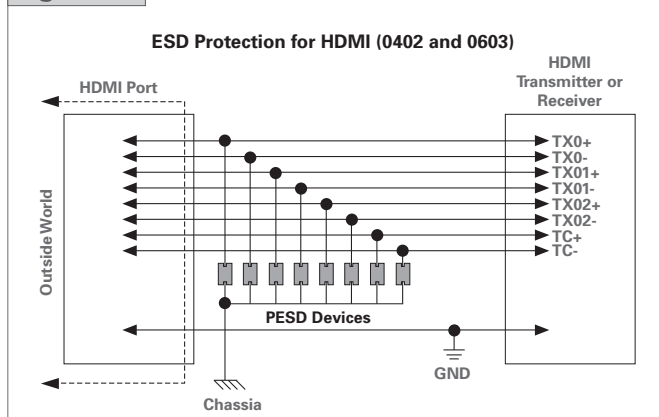 ESD Protection for HDMI (0402 and 0603)
HDMI Port
HDMI
Transmitter or
Receiver
Outside World
TX0+
TX0-
TX01+
TX01-
TX02+
TX02-
TC+
TC-
PESD Devices
GND
Chassia